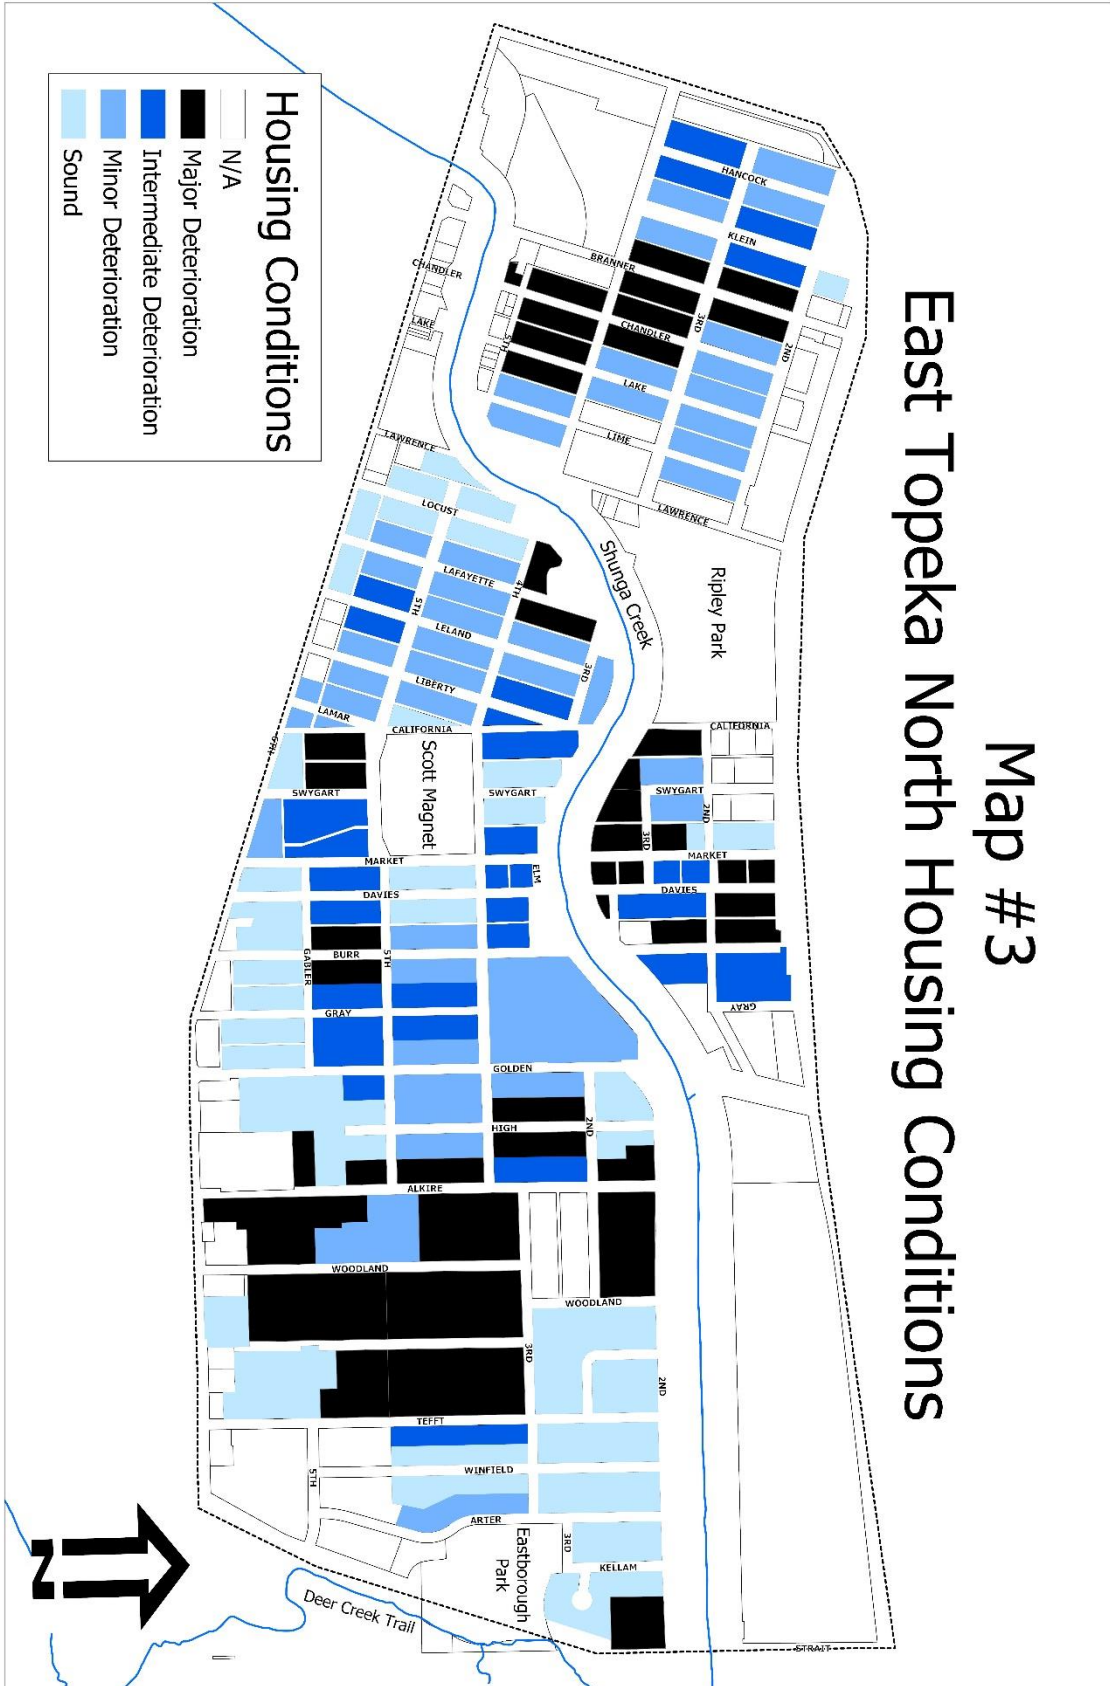 Map #3
East Topeka North Housing Conditions
Housing Conditions
N/A
Major Deterioration
Intermediate Deterioration
Minor Deterioration
Sound
HANCOCK
KLEIN
BRANNER
CHANDLER
3RD
2ND
LAKE
LIME
LAWRENCE
5TH
CHANDLER
LAKE
LAWRENCE
LOCUST
LAFAYETTE
4TH
5TH
LELAND
LIBERTY
3RD
LAMAR
CALIFORNIA
Shunga Creek
Ripley Park
CALIFORNIA
SWYGART
2ND
3RD
MARKET
DAVIES
GRAY
Scott Magnet
SWYGART
SWYGART
ELM
MARKET
DAVIES
BURR
5TH
GABLER
GRAY
GOLDEN
HIGH
2ND
ALKIRE
WOODLAND
WOODLAND
3RD
2ND
TEFFT
WINFIELD
5TH
ARTER
3RD
KELLAM
Eastborough
Park
Deer Creek Trail
STRAIT
N